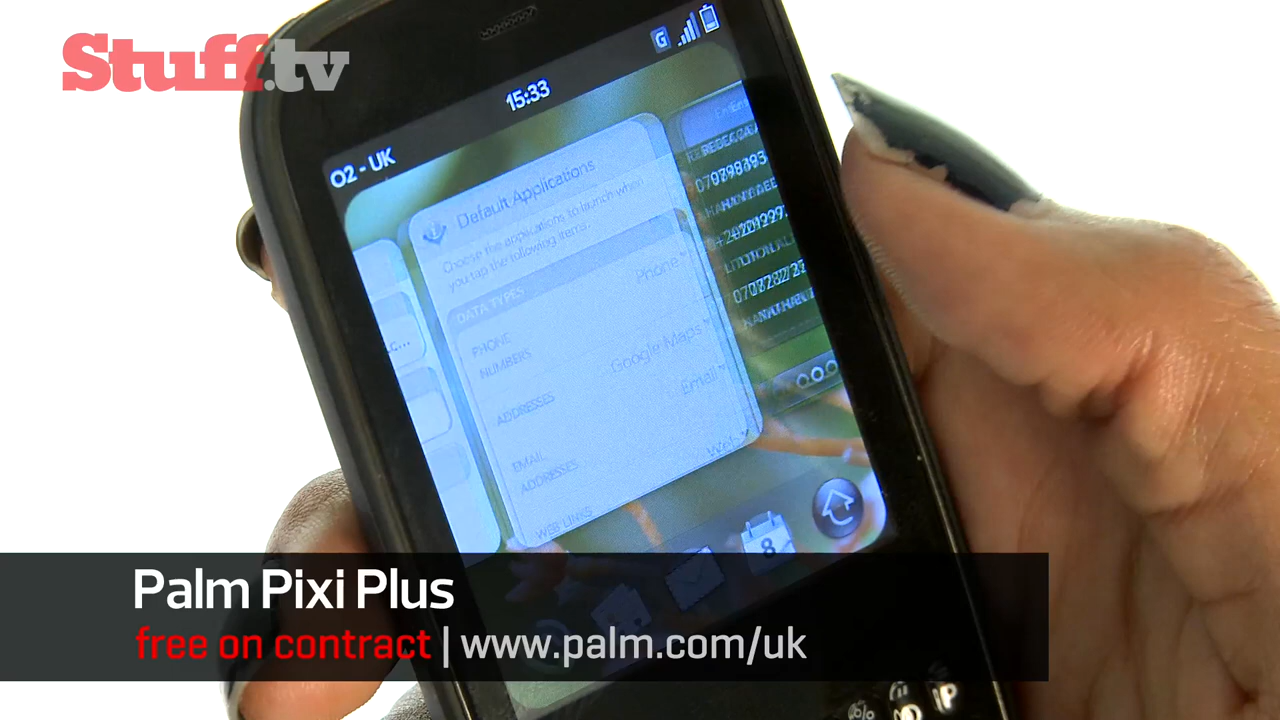 Stuff.tv
15:33
O2 - UK
Default Applications
Choose the applications to launch when
you tap the following items.
DATA TYPES
PHONE
NUMBERS
Phone
ADDRESSES
Google Maps
EMAIL
ADDRESSES
Email
WEB LINKS
Web
8
Palm Pixi Plus
free on contract | www.palm.com/uk